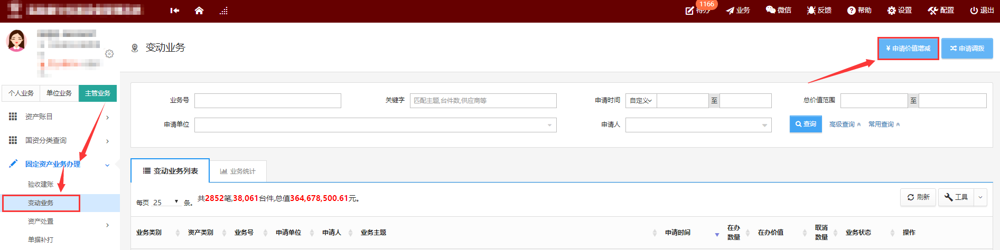 1166
待办 业务 微信 反馈 帮助 设置 配置 退出
变动业务
¥ 申请价值增减 申请调拨
个人业务 单位业务 主管业务
资产账目
国资分类查询
固定资产业务办理
验收建账
变动业务
资产处置
单据补打
业务号 关键字 匹配主题,台件数,供应商等 申请时间 自定义 至 总价值范围 至
申请单位 申请人 查询 高级查询 常用查询
变动业务列表 业务统计
每页 25 条。 共2852笔,38,061台件,总值364,678,500.61元。 刷新 工具
业务类别 资产类别 业务号 申请单位 申请人 业务主题 申请时间 在办数量 在办价值 取消数量 业务状态 操作